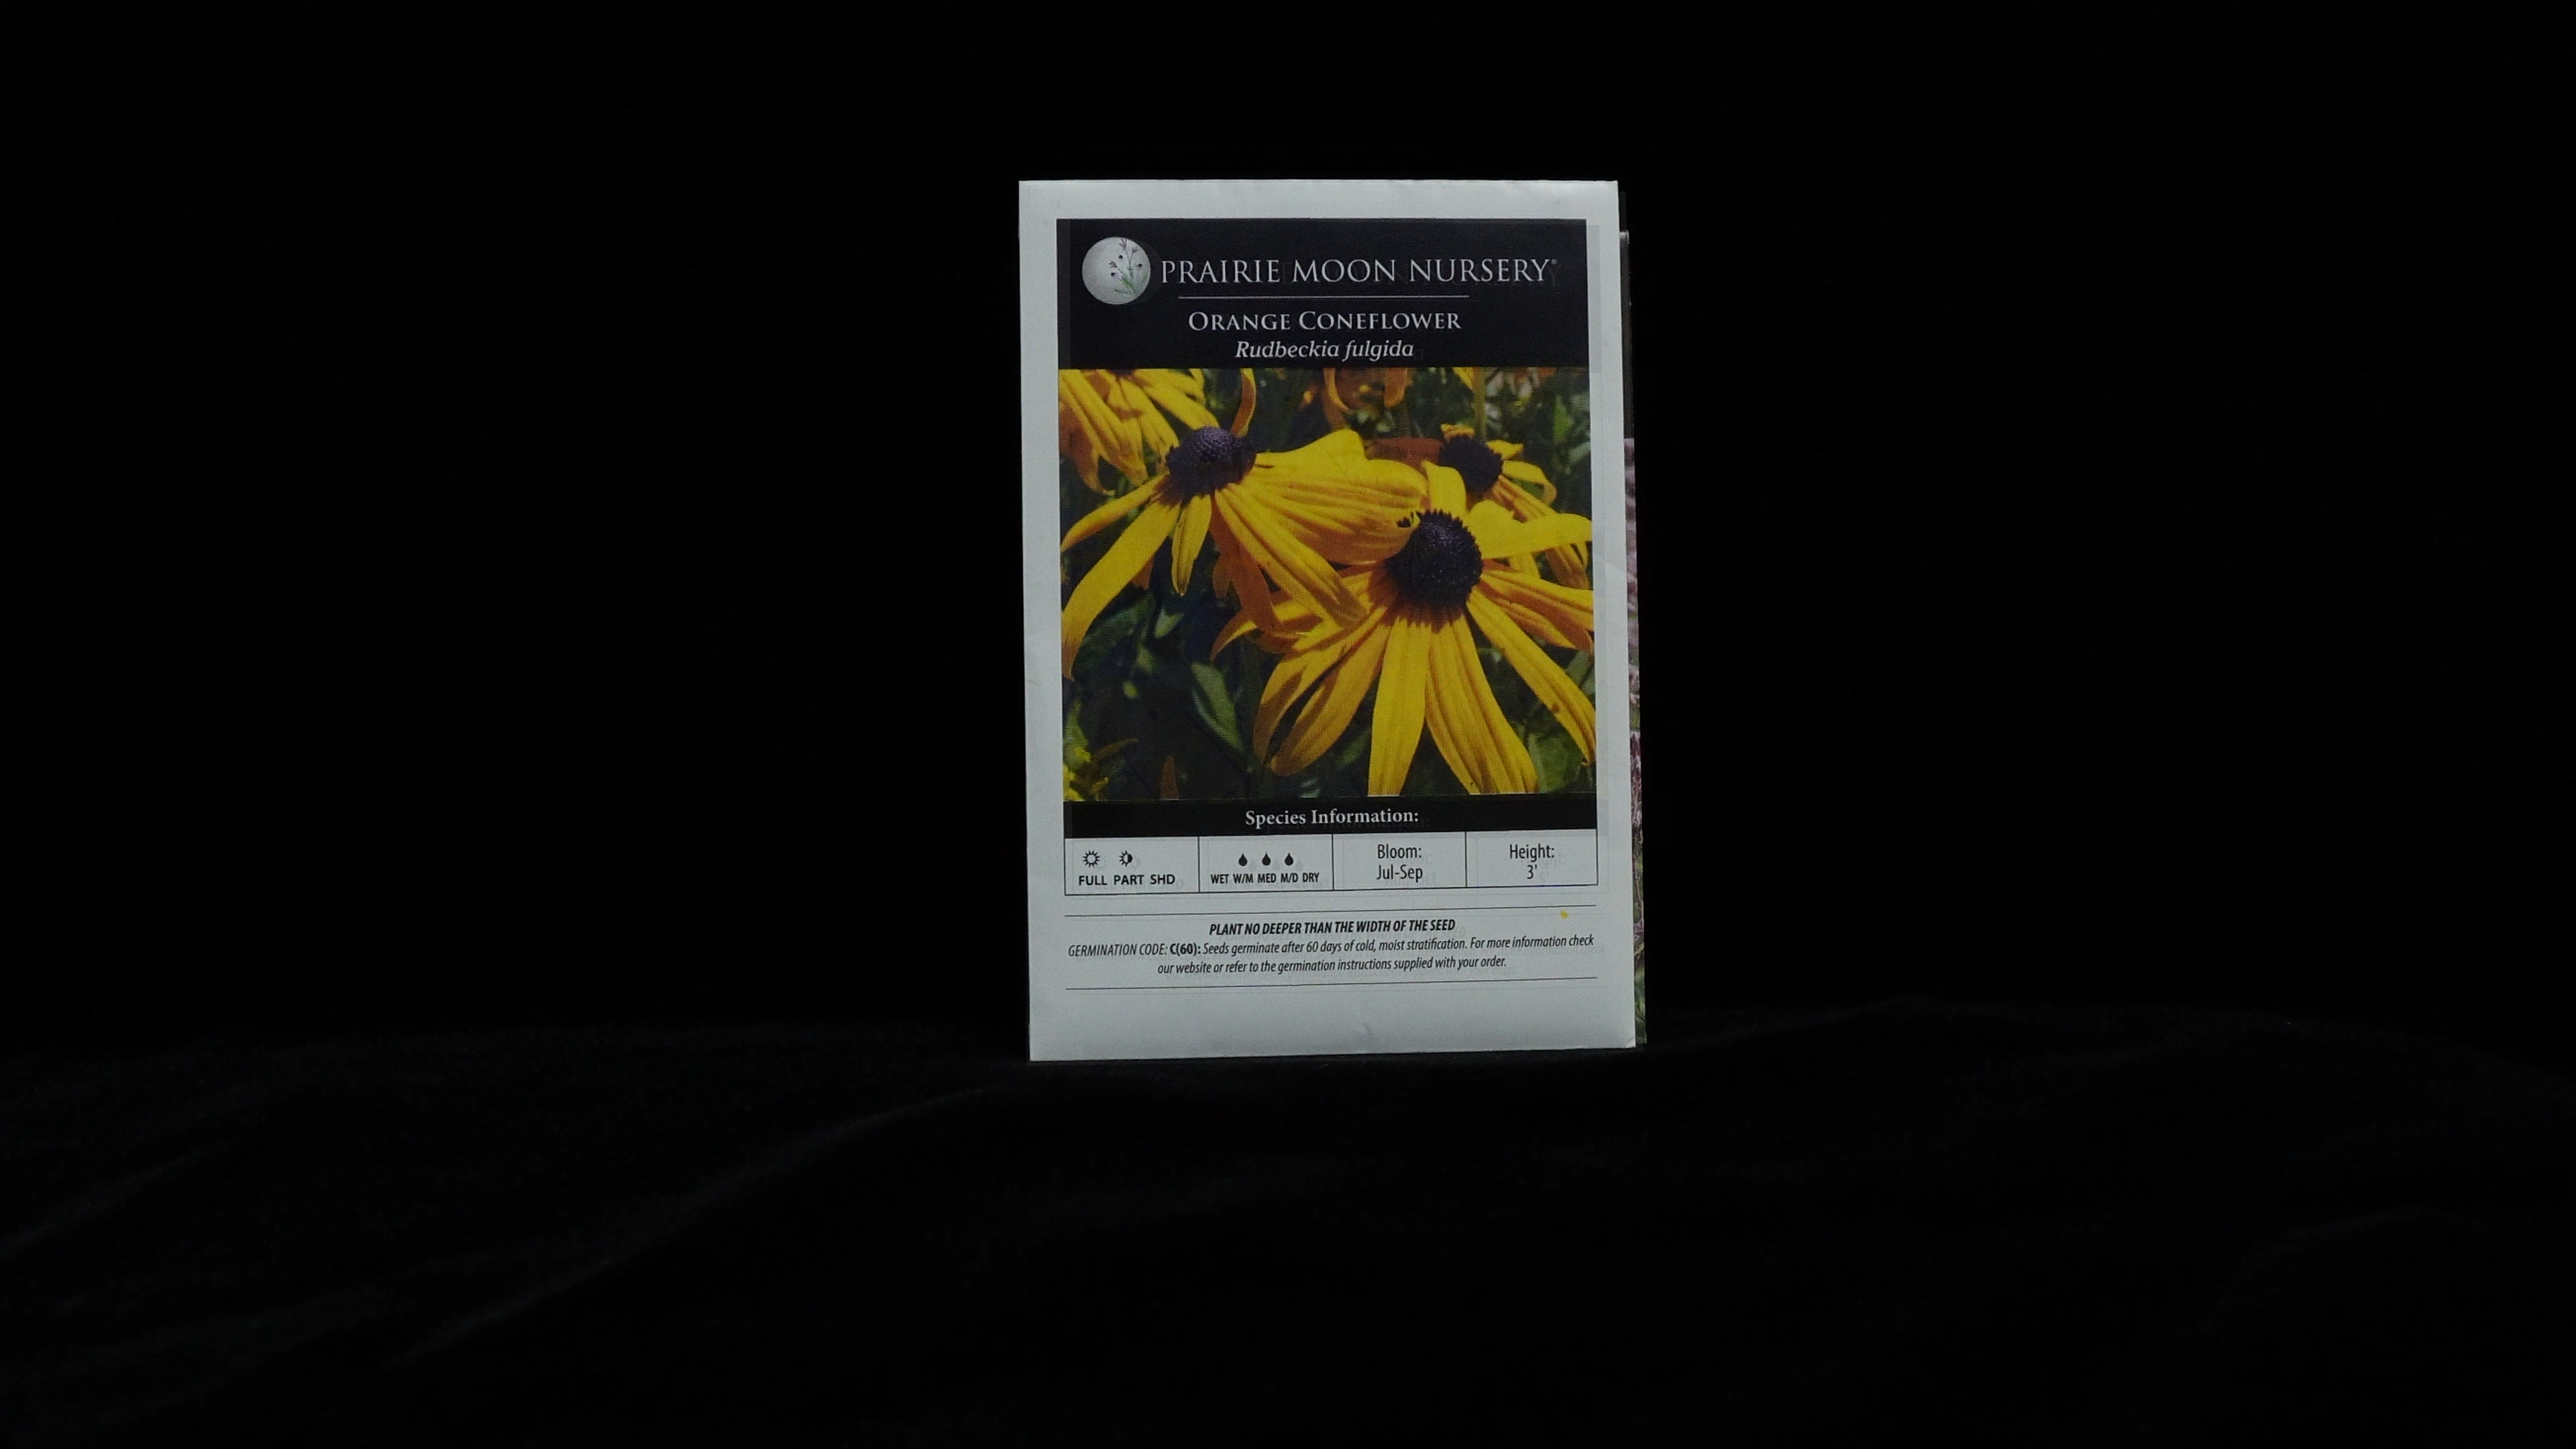 PRAIRIE MOON NURSERY®
ORANGE CONEFLOWER
Rudbeckia fulgida
Species Information:
FULL PART SHD
WET W/M MED M/D DRY
Bloom:
Jul-Sep
Height:
3'
PLANT NO DEEPER THAN THE WIDTH OF THE SEED
GERMINATION CODE: C(60): Seeds germinate after 60 days of cold, moist stratification. For more information check
our website or refer to the germination instructions supplied with your order.